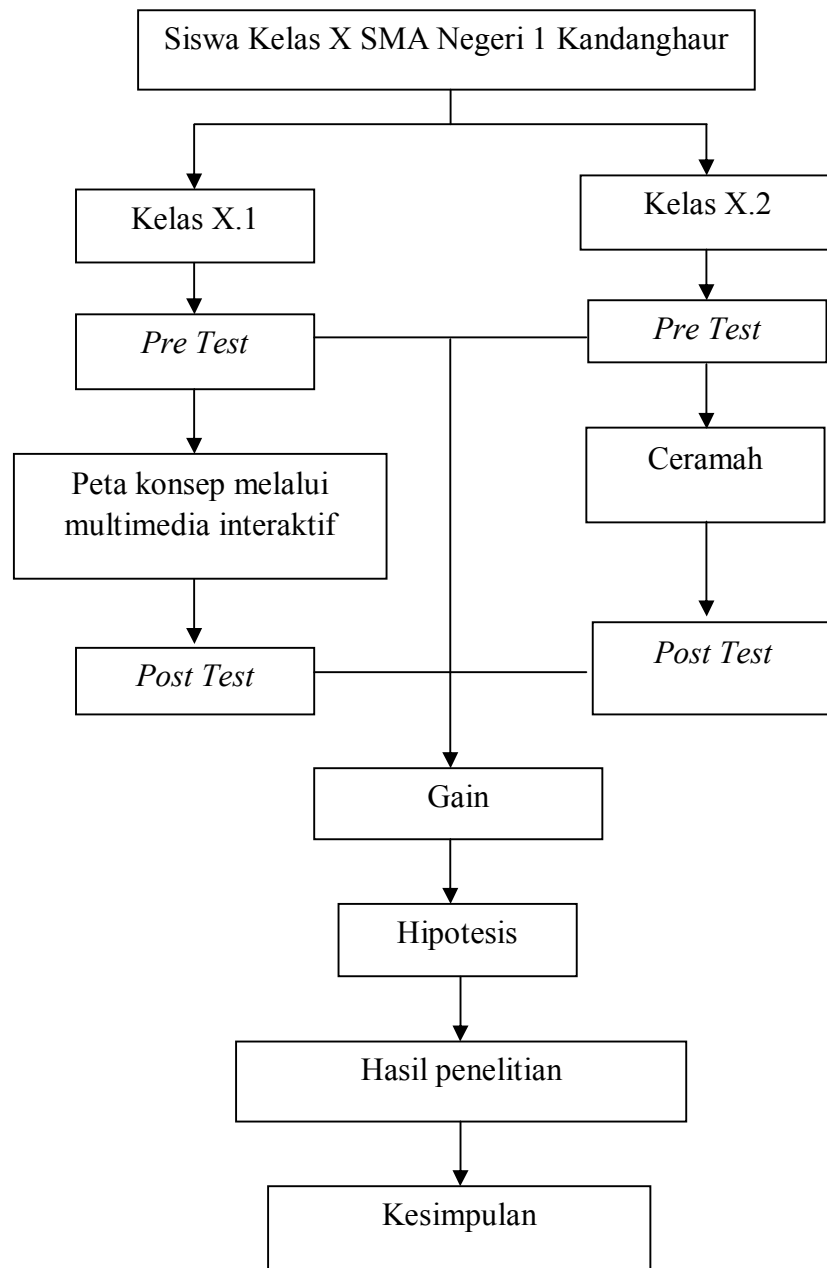 Siswa Kelas X SMA Negeri 1 Kandanghaur
Kelas X.1
Kelas X.2
Pre Test
Pre Test
Peta konsep melalui
multimedia interaktif
Ceramah
Post Test
Post Test
Gain
Hipotesis
Hasil penelitian
Kesimpulan